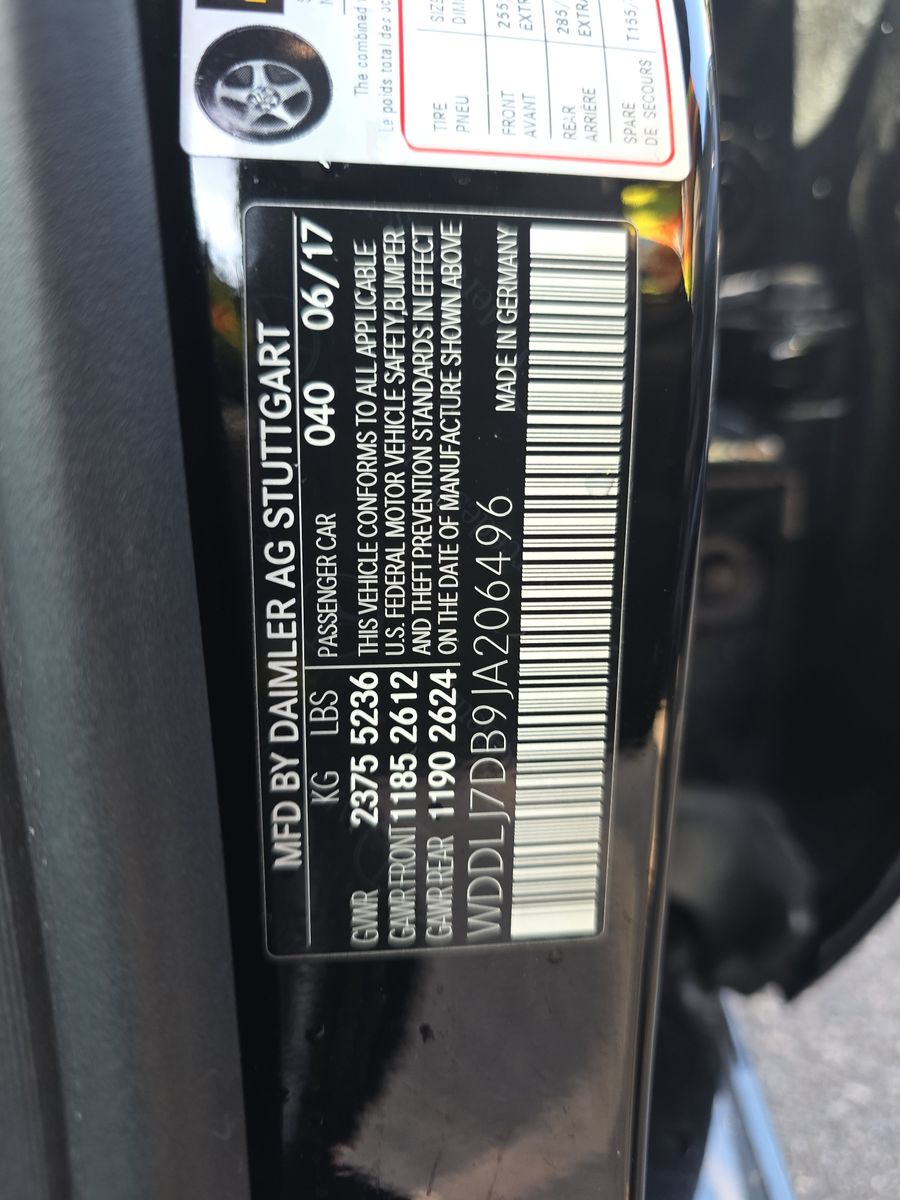 MFD BY DAIMLER AG STUTTGART
KG LBS PASSENGER CAR 040 06/17
GVWR 2375 5236 THIS VEHICLE CONFORMS TO ALL APPLICABLE
GAWR FRONT 1185 2612 U.S. FEDERAL MOTOR VEHICLE SAFETY,BUMPER
GAWR REAR 1190 2624 AND THEFT PREVENTION STANDARDS IN EFFECT
ON THE DATE OF MANUFACTURE SHOWN ABOVE
WDDLJ7DB9JA206496 MADE IN GERMANY
The combined
Le poids total des
TIRE
PNEU
FRONT 255
AVANT EXTR
REAR 285/
ARRIÈRE EXTRA
SPARE T155/
DE SECOURS